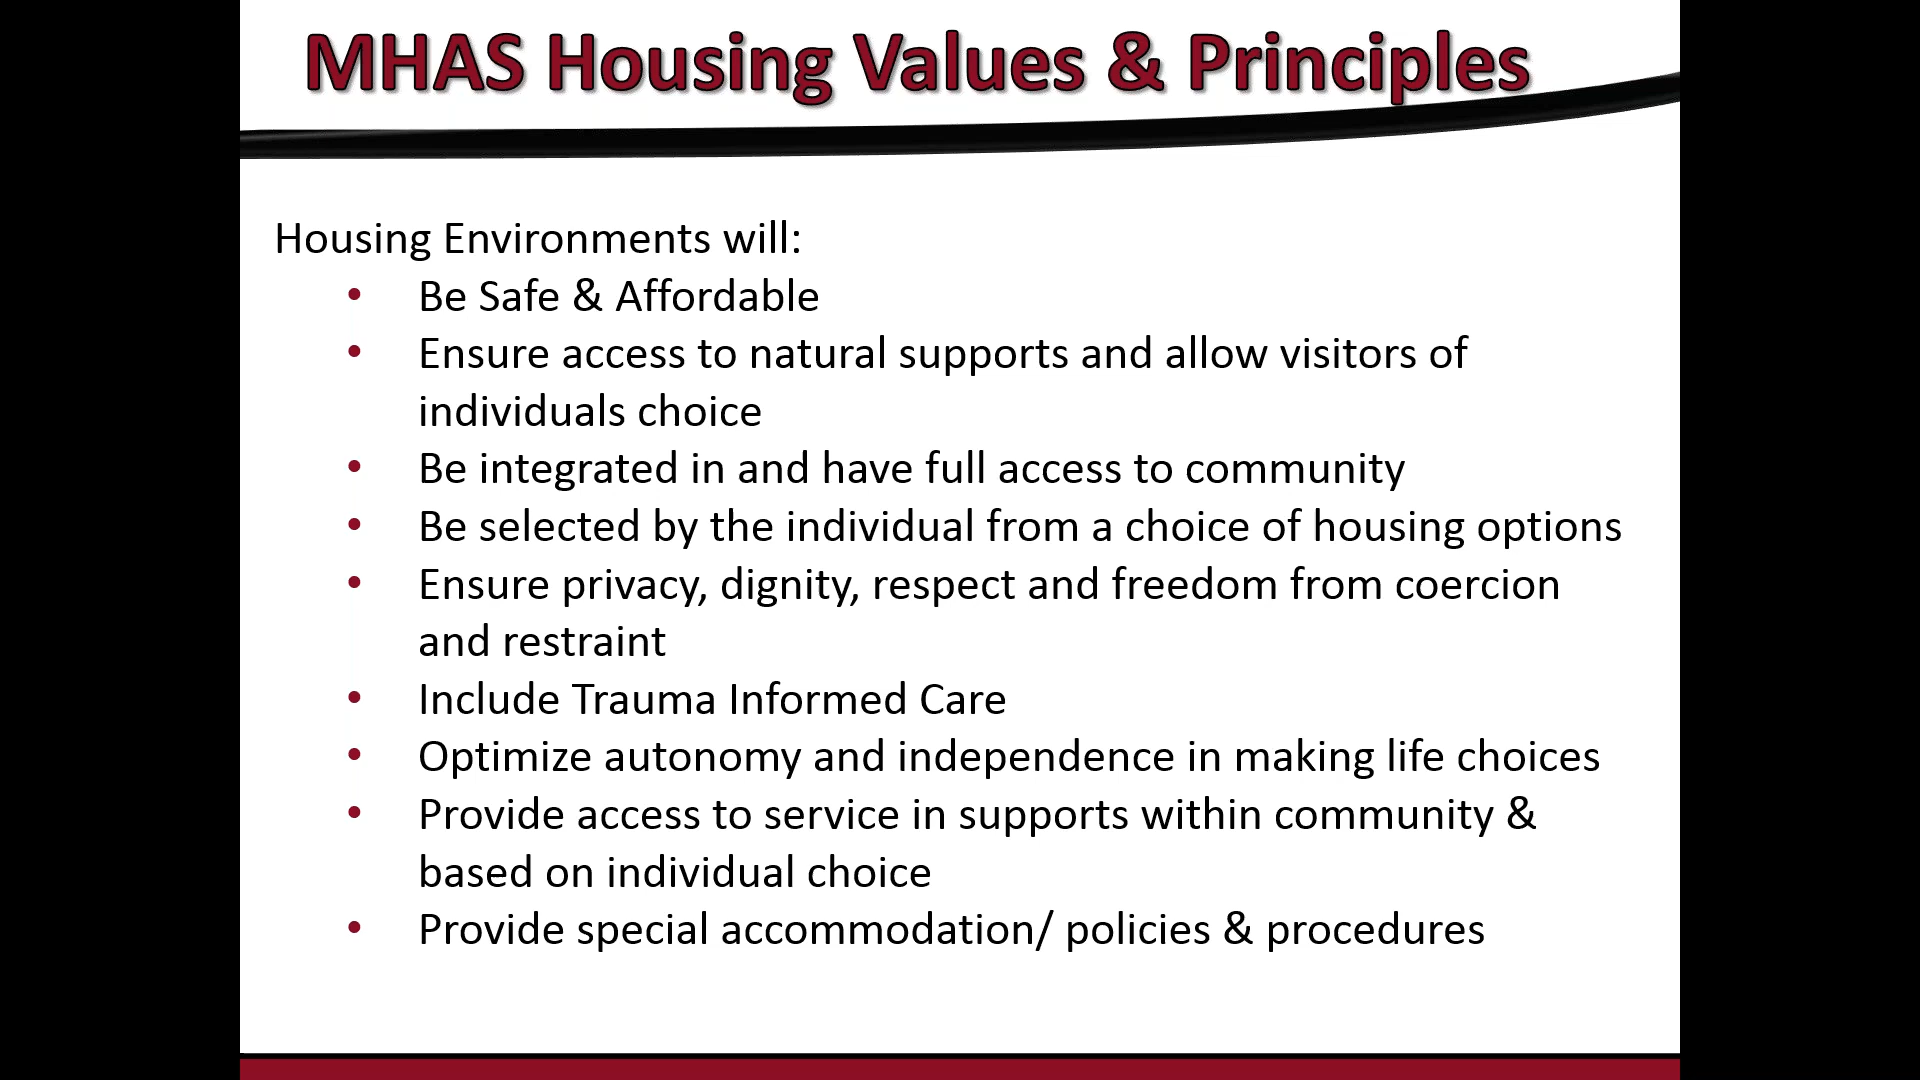 MHAS Housing Values & Principles
Housing Environments will:
• Be Safe & Affordable
• Ensure access to natural supports and allow visitors of
individuals choice
• Be integrated in and have full access to community
• Be selected by the individual from a choice of housing options
• Ensure privacy, dignity, respect and freedom from coercion
and restraint
• Include Trauma Informed Care
• Optimize autonomy and independence in making life choices
• Provide access to service in supports within community &
based on individual choice
• Provide special accommodation/ policies & procedures